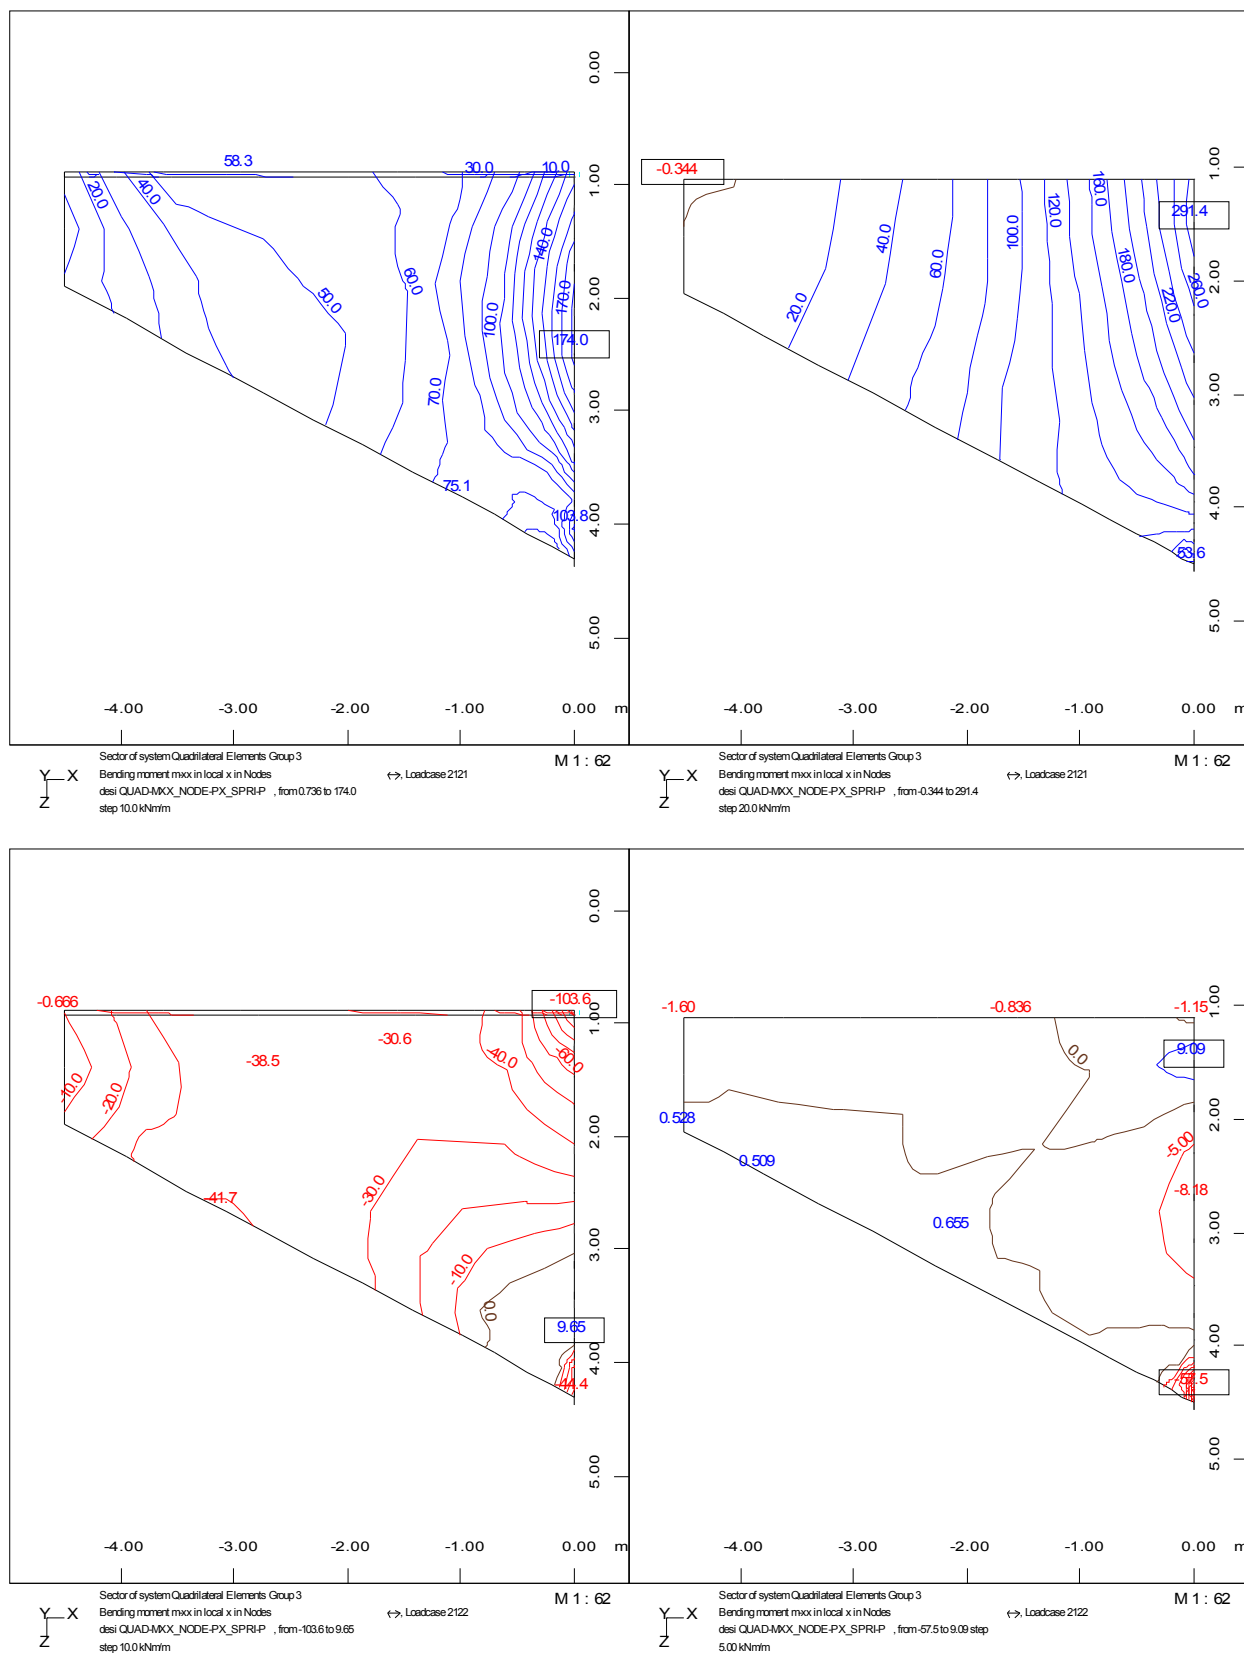 0.00
58.3
30.0
10.0
1.00
20.0
40.0
140.0
60.0
50.0
170.0
2.00
100.0
174.0
70.0
3.00
75.1
103.8
4.00
5.00
-4.00 -3.00 -2.00 -1.00 0.00 m
Sector of system Quadrilateral Elements Group 3
M 1 : 62
Y X
Z
Bending moment mxx in local x in Nodes
, Loadcase 2121
desi QUAD-MXX_NODE-PX_SPRI-P , from 0.736 to 174.0
step 10.0 kNm/m
0.00
-0.344
1.00
160.0
291.4
120.0
100.0
40.0
60.0
180.0
2.00
260.0
220.0
20.0
3.00
4.00
53.6
5.00
-4.00 -3.00 -2.00 -1.00 0.00 m
Sector of system Quadrilateral Elements Group 3
M 1 : 62
Y X
Z
Bending moment mxx in local x in Nodes
, Loadcase 2121
desi QUAD-MXX_NODE-PX_SPRI-P , from -0.344 to 291.4
step 20.0 kNm/m
0.00
-0.666
-103.6
1.00
-30.6
-40.0
-60.0
-38.5
-10.0
-20.0
2.00
-30.0
-41.7
3.00
-10.0
0.0
9.65
4.00
-44.4
5.00
-4.00 -3.00 -2.00 -1.00 0.00 m
Sector of system Quadrilateral Elements Group 3
M 1 : 62
Y X
Z
Bending moment mxx in local x in Nodes
, Loadcase 2122
desi QUAD-MXX_NODE-PX_SPRI-P , from -103.6 to 9.65
step 10.0 kNm/m
-1.60
-0.836
-1.15
1.00
0.0
9.09
0.528
2.00
-5.00
0.509
-8.18
0.655
3.00
4.00
-57.5
5.00
-4.00 -3.00 -2.00 -1.00 0.00 m
Sector of system Quadrilateral Elements Group 3
M 1 : 62
Y X
Z
Bending moment mxx in local x in Nodes
, Loadcase 2122
desi QUAD-MXX_NODE-PX_SPRI-P , from -57.5 to 9.09 step
5.00 kNm/m